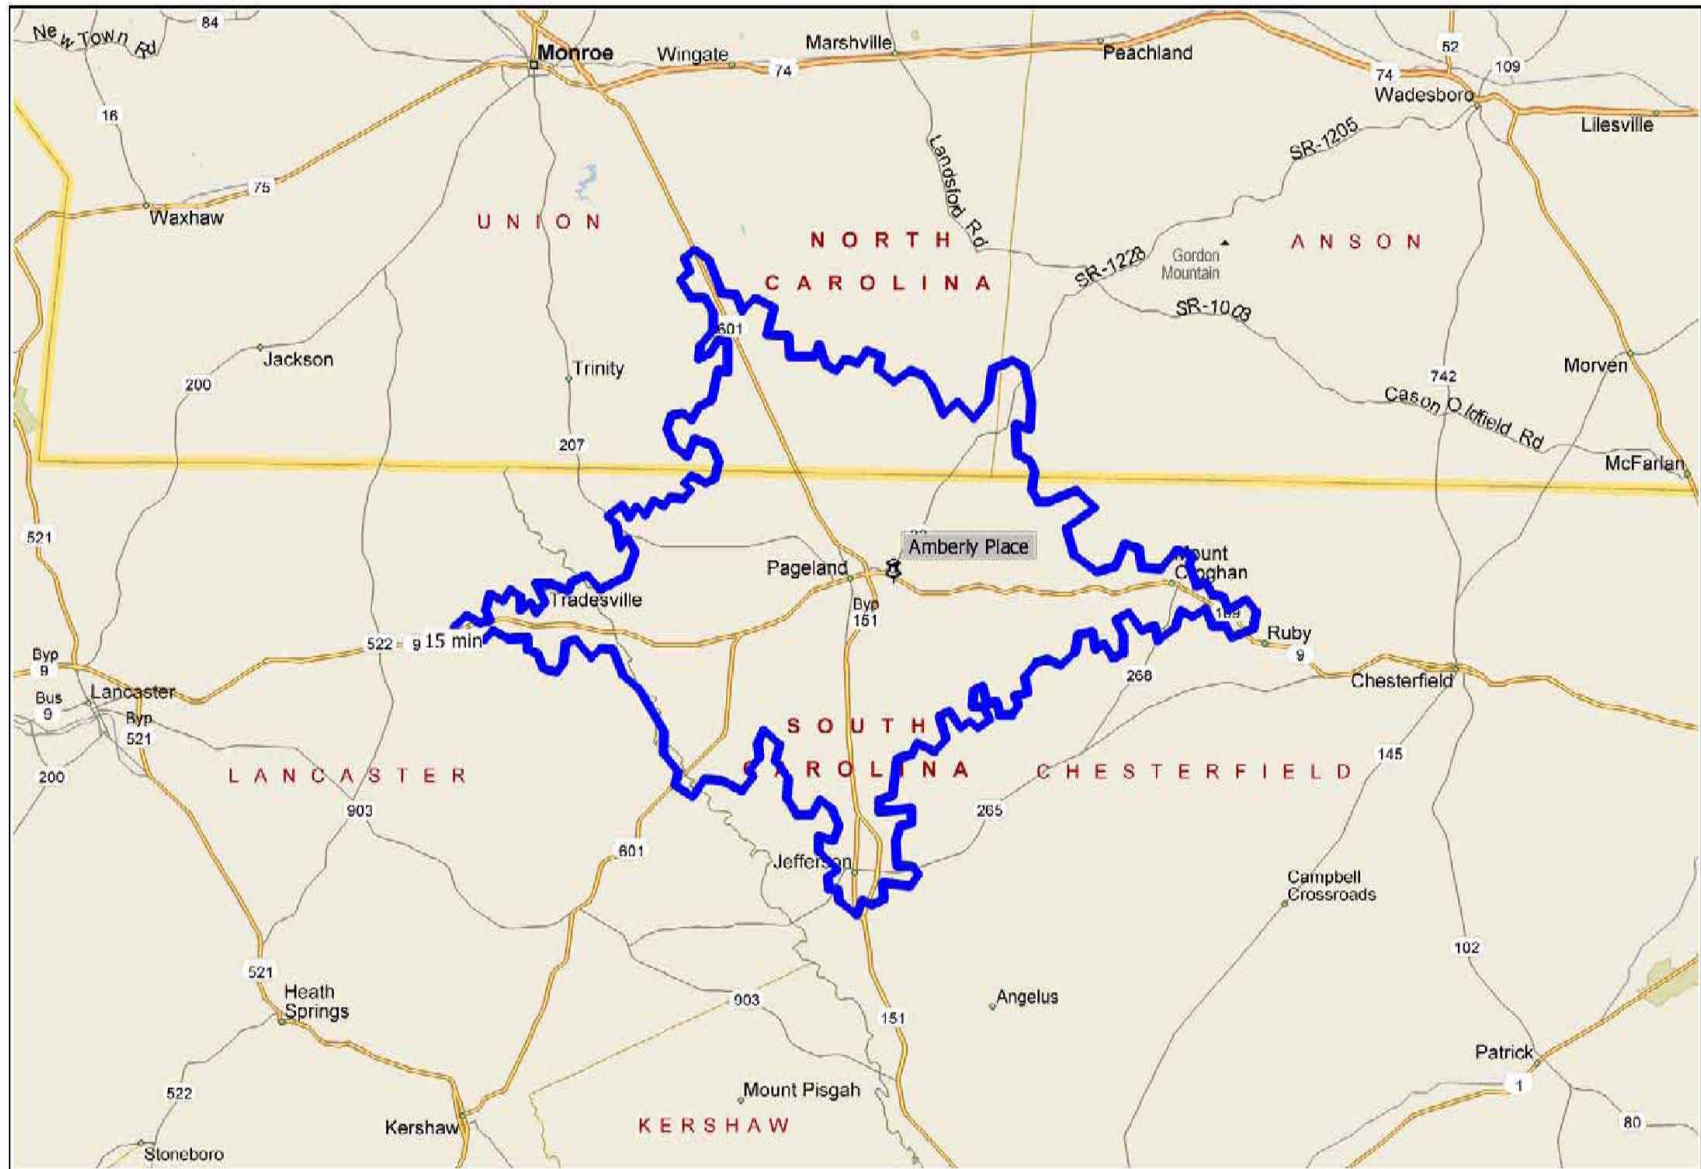 84
New Town Rd
Monroe
Wingate
Marshville
74
Peachland
74
52
109
Wadesboro
Lilesville
16
SR-1205
75
Waxhaw
Landsford Rd
UNION
NORTH
CAROLINA
ANSON
Gordon
Mountain
SR-1228
SR-1003
601
Jackson
Trinity
200
207
742
Morven
Cason Oldfield Rd
McFarlan
521
Amberly Place
Pageland
Mount
Croghan
Tradesville
Byp
151
522
9
15 min
Ruby
9
268
Chesterfield
Byp
9
Bus
9
Lancaster
Byp
521
200
SOUTH
CAROLINA
LANCASTER
CHESTERFIELD
145
903
265
601
Jefferson
Campbell
Crossroads
102
521
Heath
Springs
903
Angelus
151
Patrick
1
522
Mount Pisgah
KERSHAW
Kershaw
80
Stoneboro